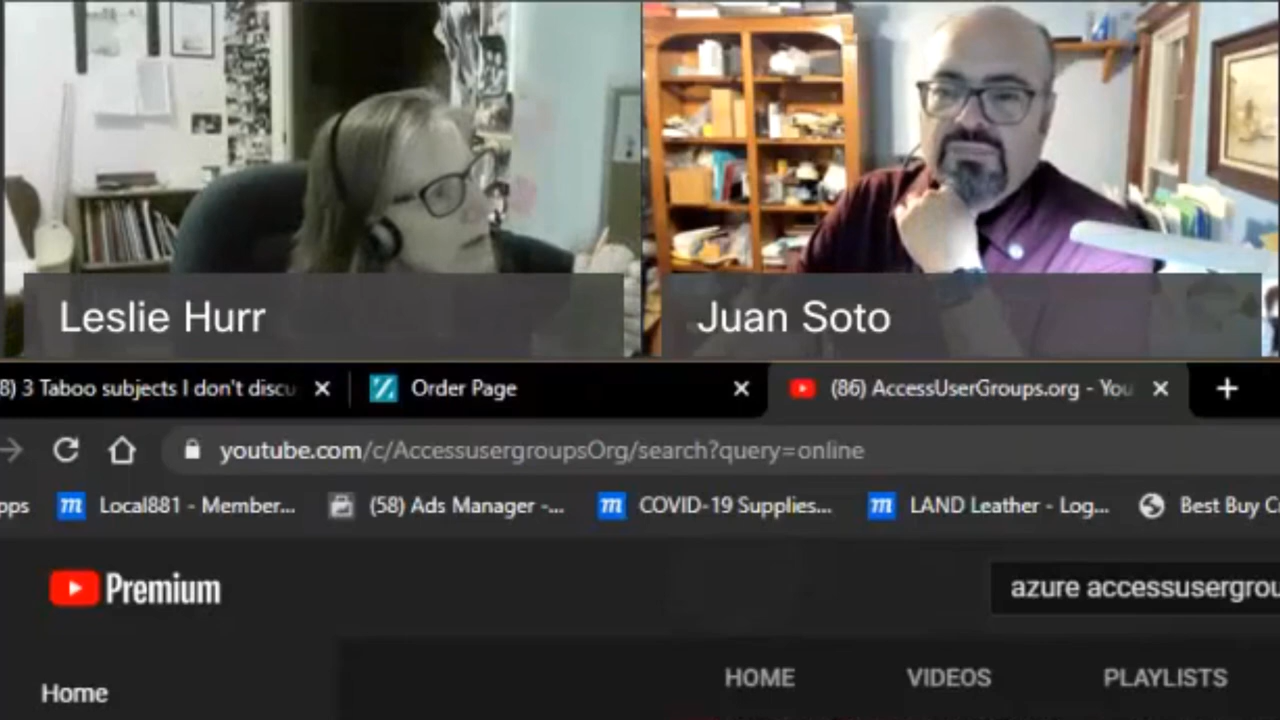 Leslie Hurr
Juan Soto
8) 3 Taboo subjects I don't discu
Order Page
(86) AccessUserGroups.org - You
youtube.com/c/AccessusergroupsOrg/search?query=online
pps
Local881 - Member...
(58) Ads Manager -...
COVID-19 Supplies...
LAND Leather - Log...
Best Buy C
Premium
azure accessusergrou
HOME
VIDEOS
PLAYLISTS
Home